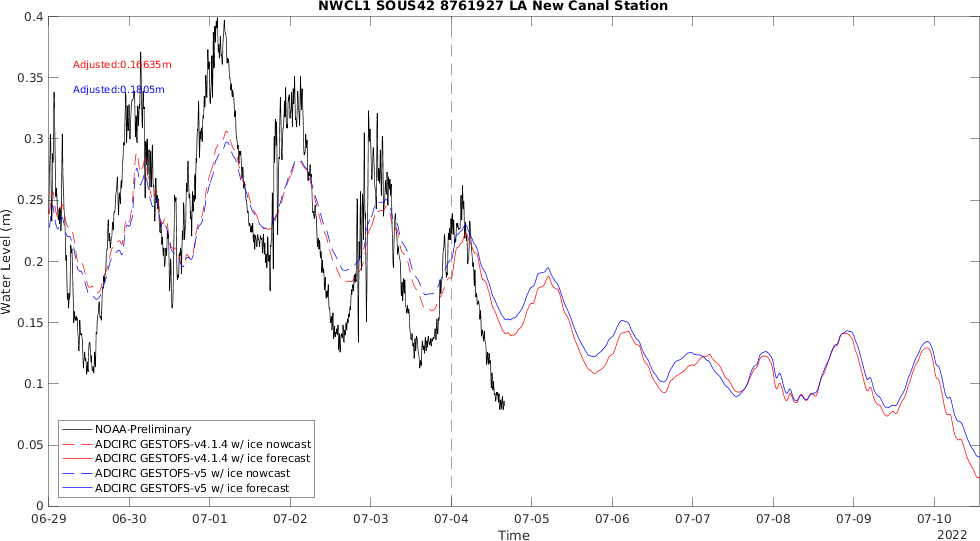 NWCL1 SOUS42 8761927 LA New Canal Station
0.4
0.35
0.3
0.25
0.2
0.15
0.1
0.05
0
Water Level (m)
Adjusted:0.16635m
Adjusted:0.1805m
NOAA-Preliminary
ADCIRC GESTOFS-v4.1.4 w/ ice nowcast
ADCIRC GESTOFS-v4.1.4 w/ ice forecast
ADCIRC GESTOFS-v5 w/ ice nowcast
ADCIRC GESTOFS-v5 w/ ice forecast
06-29 06-30 07-01 07-02 07-03 07-04 07-05 07-06 07-07 07-08 07-09 07-10
Time
2022